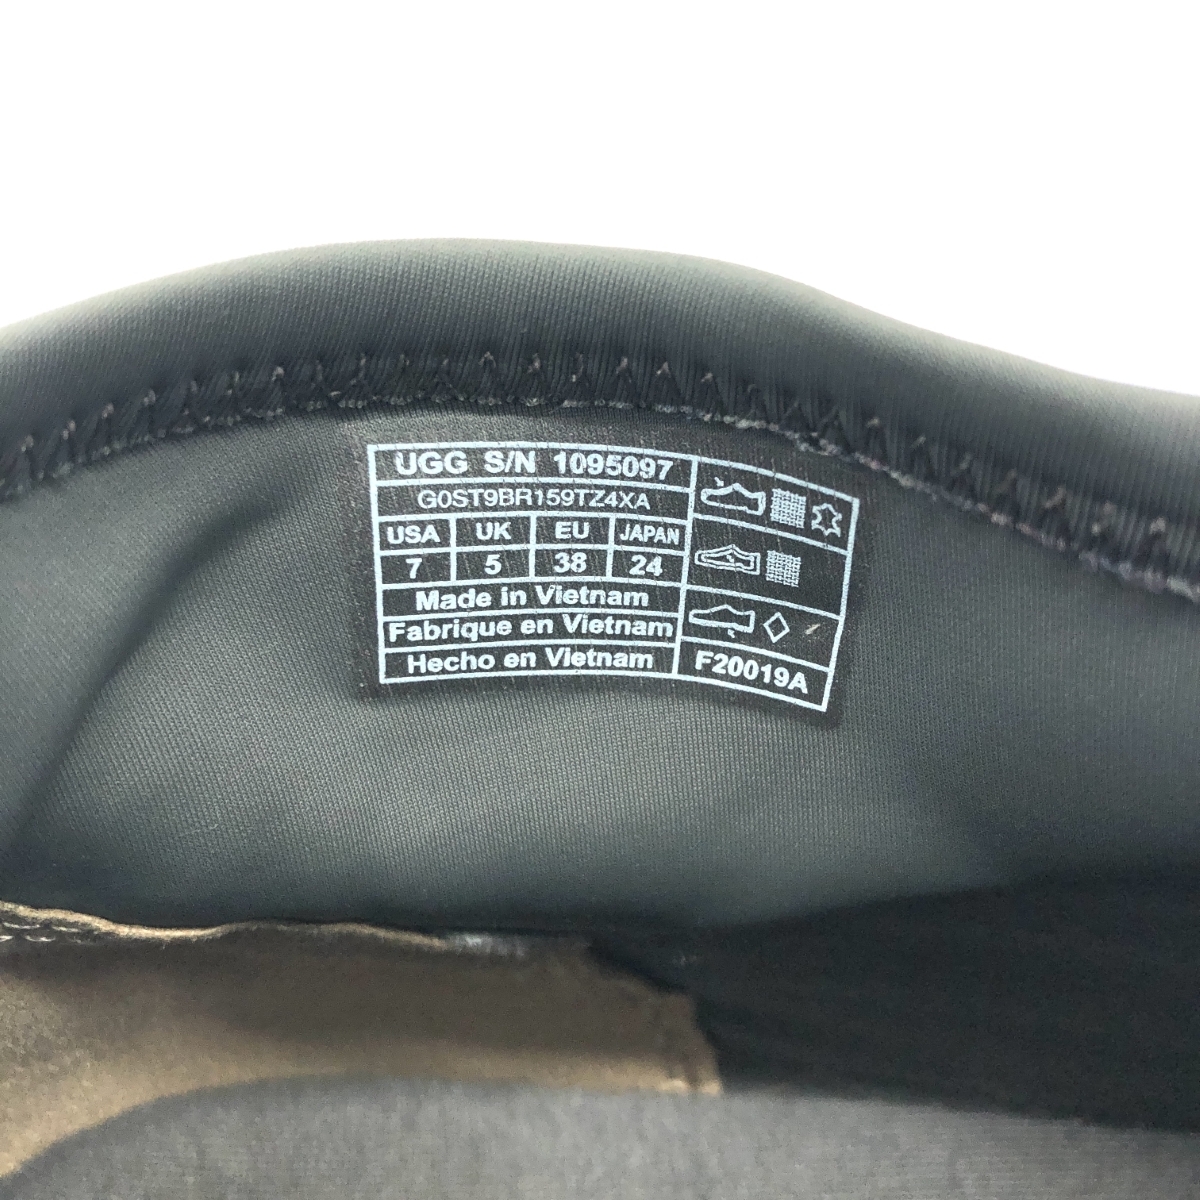 UGG S/N 1095097
G0ST9BR159TZ4XA
USA UK EU JAPAN
7 5 38 24
Made in Vietnam
Fabrique en Vietnam
Hecho en Vietnam
F20019A